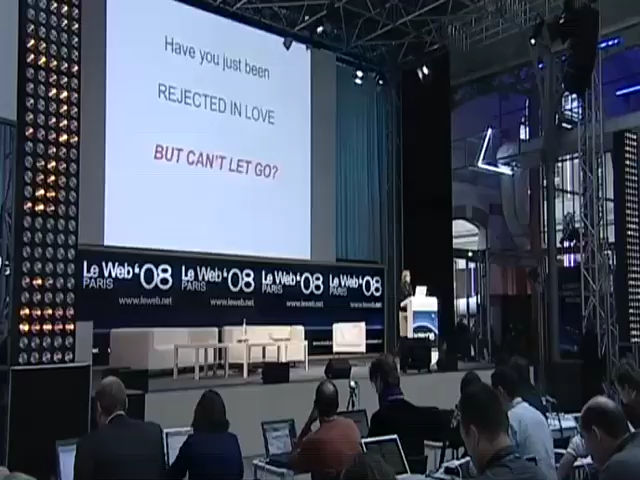 Have you just been
REJECTED IN LOVE
BUT CAN'T LET GO?
Le Web'08 Le Web'08 Le Web'08 Le Web'08
PARIS PARIS PARIS PARIS
www.leweb.net www.leweb.net www.leweb.net www.leweb.net